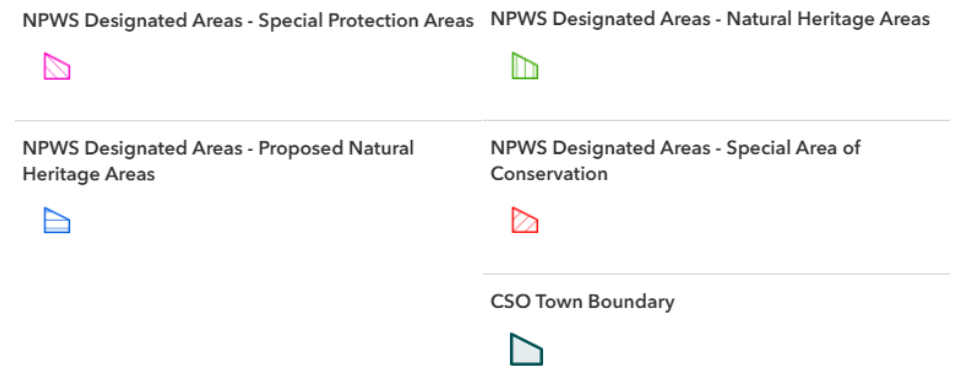 NPWS Designated Areas - Special Protection Areas
NPWS Designated Areas - Natural Heritage Areas
NPWS Designated Areas - Proposed Natural
Heritage Areas
NPWS Designated Areas - Special Area of
Conservation
CSO Town Boundary